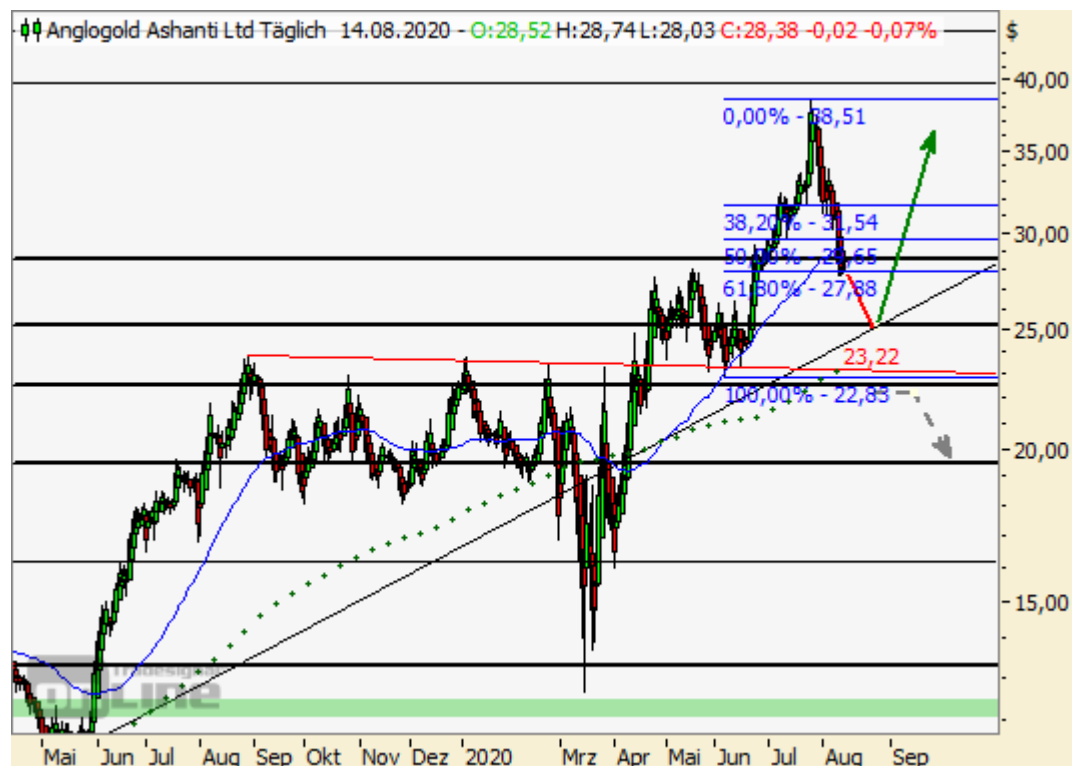 Anglogold Ashanti Ltd Täglich 14.08.2020 - O:28,52 H:28,74 L:28,03 C:28,38 -0,02 -0,07% $
40,00
0,00% - 38,51
35,00
38,20% - 31,54
30,00
50,00% - 29,65
61,80% - 27,88
25,00
23,22
100,00% - 22,83
20,00
15,00
Tradesignal
onLine
Mai Jun Jul Aug Sep Okt Nov Dez 2020 Mrz Apr Mai Jun Jul Aug Sep